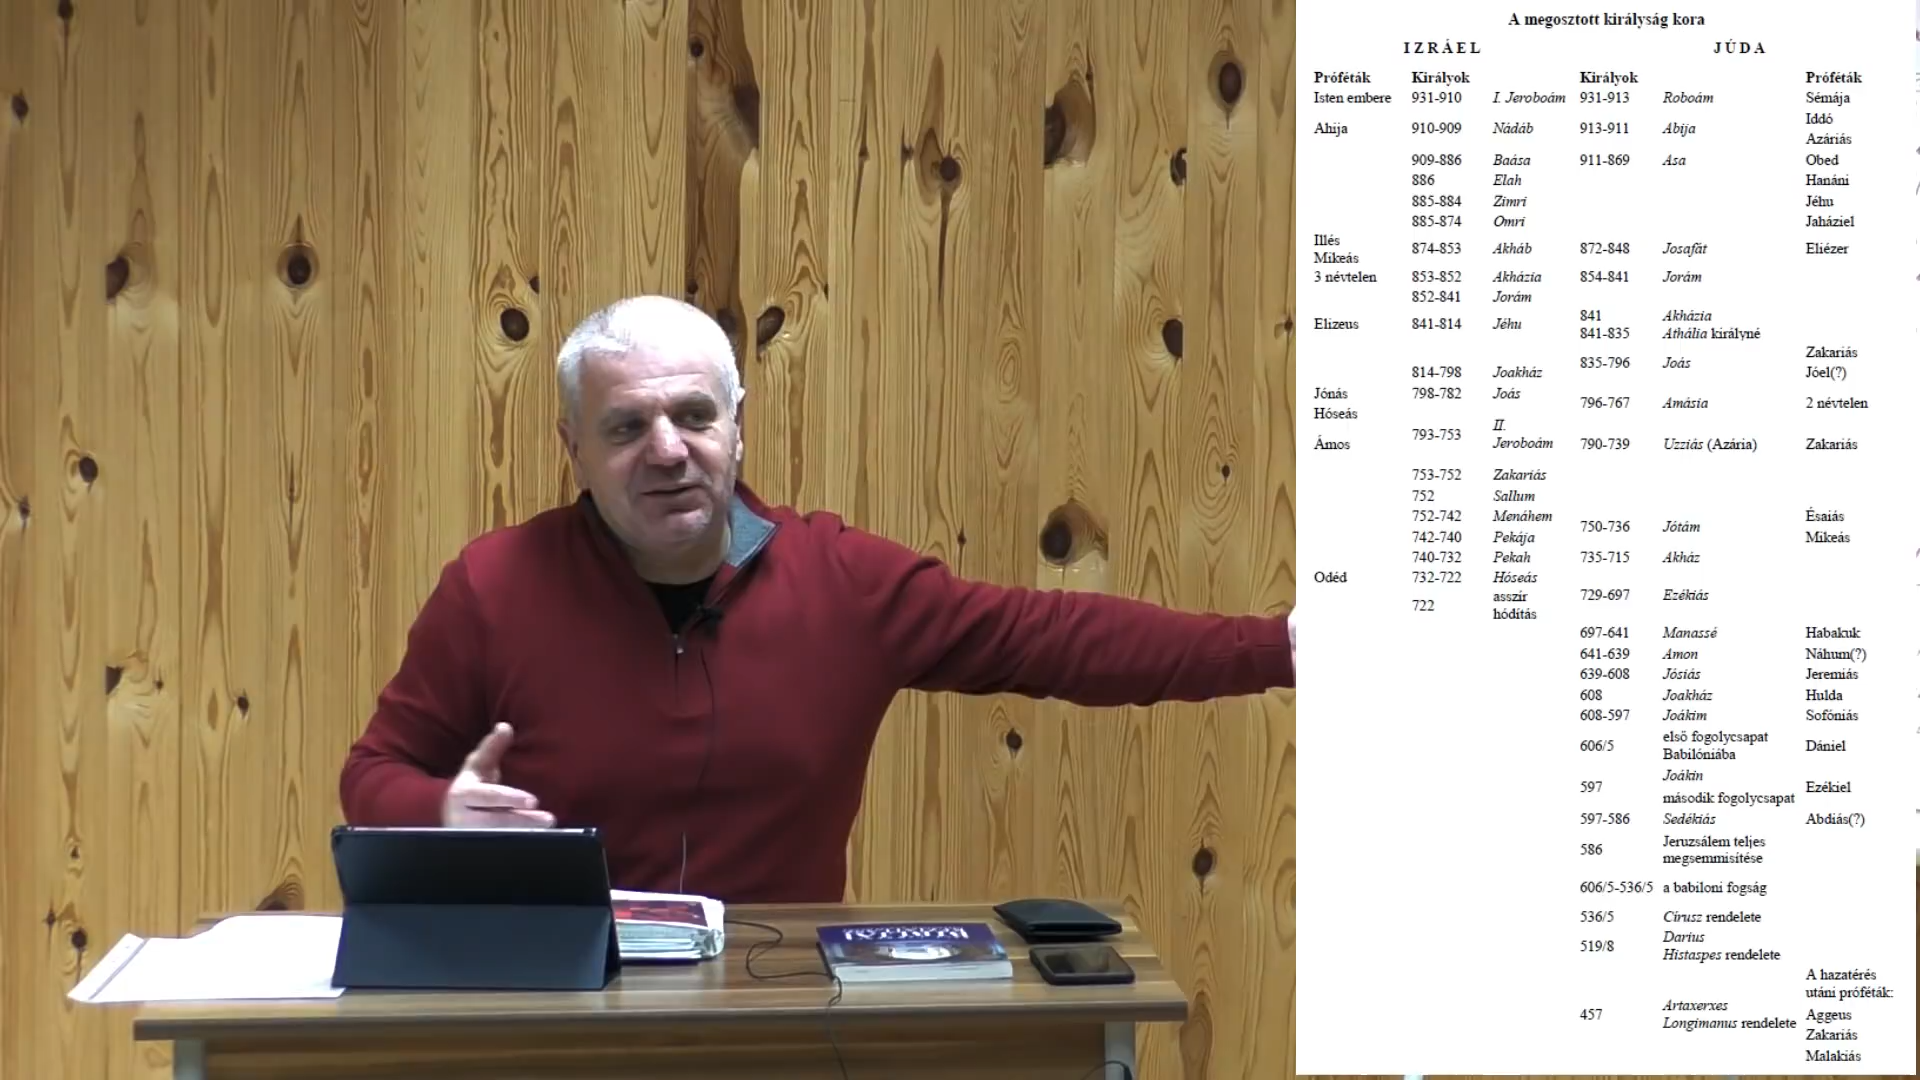 A megosztott királyság kora
IZRÁEL JÚDA
Próféták Királyok Királyok Próféták
Isten embere 931-910 I. Jeroboám 931-913 Roboám Sémája
Iddó
Ahija 910-909 Nádáb 913-911 Abija
Azáriás
909-886 Baása 911-869 Asa Obed
886 Elah Hanáni
885-884 Zimri Jéhu
885-874 Omri Jaháziel
Illés
Mikeás 874-853 Akháb 872-848 Josafát Eliézer
3 névtelen 853-852 Akházia 854-841 Jorám
852-841 Jorám
841 Akházia
Elizeus 841-814 Jéhu
841-835 Athália királyné
Zakariás
835-796 Joás
814-798 Joakház Jóel(?)
Jónás 798-782 Joás
796-767 Amásia 2 névtelen
Hóseás
II.
793-753 Jeroboám
Ámos 790-739 Uzziás (Azária) Zakariás
753-752 Zakariás
752 Sallum
752-742 Menáhem Ésaiás
750-736 Jótám
742-740 Pekája Mikeás
740-732 Pekah 735-715 Akház
Odéd 732-722 Hóseás
729-697 Ezékiás
722 asszír
hódítás
697-641 Manassé Habakuk
641-639 Amon Náhum(?)
639-608 Jósiás Jeremiás
608 Joakház Hulda
608-597 Joákim Sofóniás
606/5 első fogolycsapat
Babilóniába Dániel
Joákin
597 Ezékiel
második fogolycsapat
597-586 Sedékiás Abdiás(?)
586 Jeruzsálem teljes
megsemmisítése
606/5-536/5 a babiloni fogság
536/5 Círusz rendelete
519/8 Darius
Histaspes rendelete
A hazatérés
utáni próféták:
457 Artaxerxes
Longimanus rendelete
Aggeus
Zakariás
Malakiás